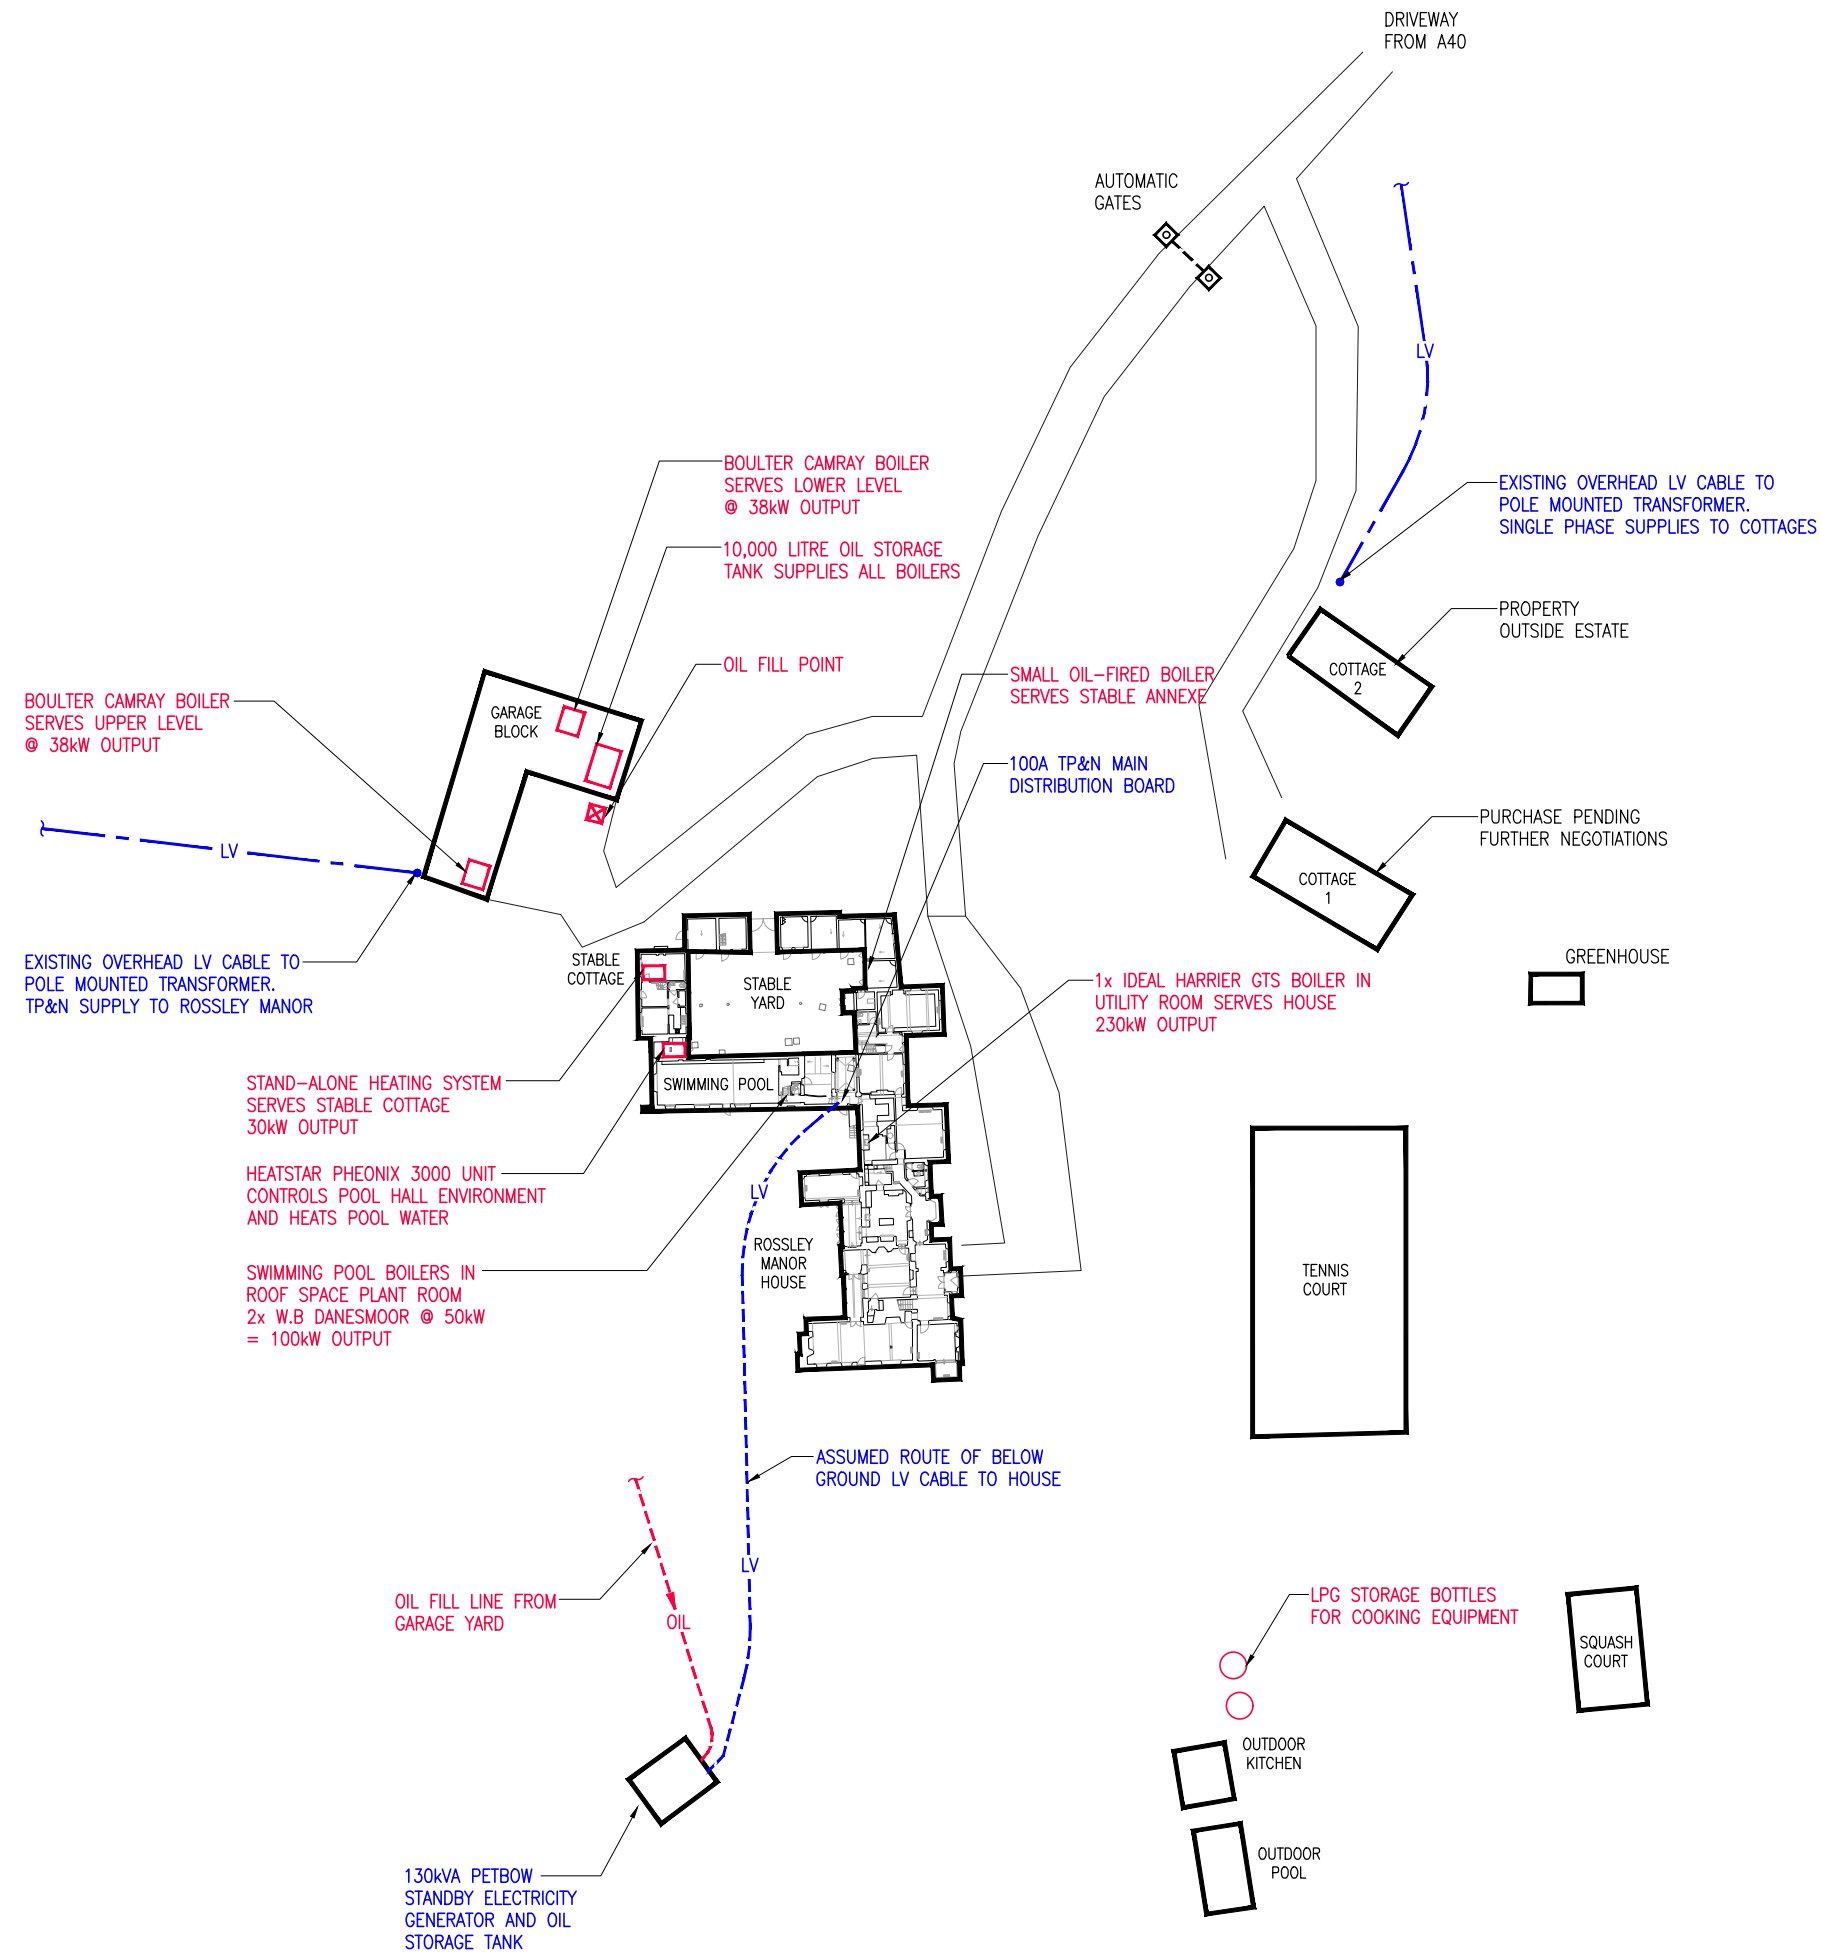 DRIVEWAY
FROM A40
AUTOMATIC
GATES
LV
BOULTER CAMRAY BOILER
SERVES LOWER LEVEL
@ 38kW OUTPUT
EXISTING OVERHEAD LV CABLE TO
POLE MOUNTED TRANSFORMER.
SINGLE PHASE SUPPLIES TO COTTAGES
10,000 LITRE OIL STORAGE
TANK SUPPLIES ALL BOILERS
PROPERTY
OUTSIDE ESTATE
OIL FILL POINT
SMALL OIL-FIRED BOILER
SERVES STABLE ANNEXE
COTTAGE
2
BOULTER CAMRAY BOILER
SERVES UPPER LEVEL
@ 38kW OUTPUT
GARAGE
BLOCK
100A TP&N MAIN
DISTRIBUTION BOARD
PURCHASE PENDING
FURTHER NEGOTIATIONS
LV
COTTAGE
1
EXISTING OVERHEAD LV CABLE TO
POLE MOUNTED TRANSFORMER.
TP&N SUPPLY TO ROSSLEY MANOR
STABLE
COTTAGE
STABLE
YARD
GREENHOUSE
1x IDEAL HARRIER GTS BOILER IN
UTILITY ROOM SERVES HOUSE
230kW OUTPUT
STAND-ALONE HEATING SYSTEM
SERVES STABLE COTTAGE
30kW OUTPUT
SWIMMING POOL
HEATSTAR PHEONIX 3000 UNIT
CONTROLS POOL HALL ENVIRONMENT
AND HEATS POOL WATER
LV
ROSSLEY
MANOR
HOUSE
SWIMMING POOL BOILERS IN
ROOF SPACE PLANT ROOM
2x W.B DANESMOOR @ 50kW
= 100kW OUTPUT
TENNIS
COURT
ASSUMED ROUTE OF BELOW
GROUND LV CABLE TO HOUSE
LV
OIL FILL LINE FROM
GARAGE YARD
OIL
LPG STORAGE BOTTLES
FOR COOKING EQUIPMENT
SQUASH
COURT
OUTDOOR
KITCHEN
OUTDOOR
POOL
130kVA PETBOW
STANDBY ELECTRICITY
GENERATOR AND OIL
STORAGE TANK